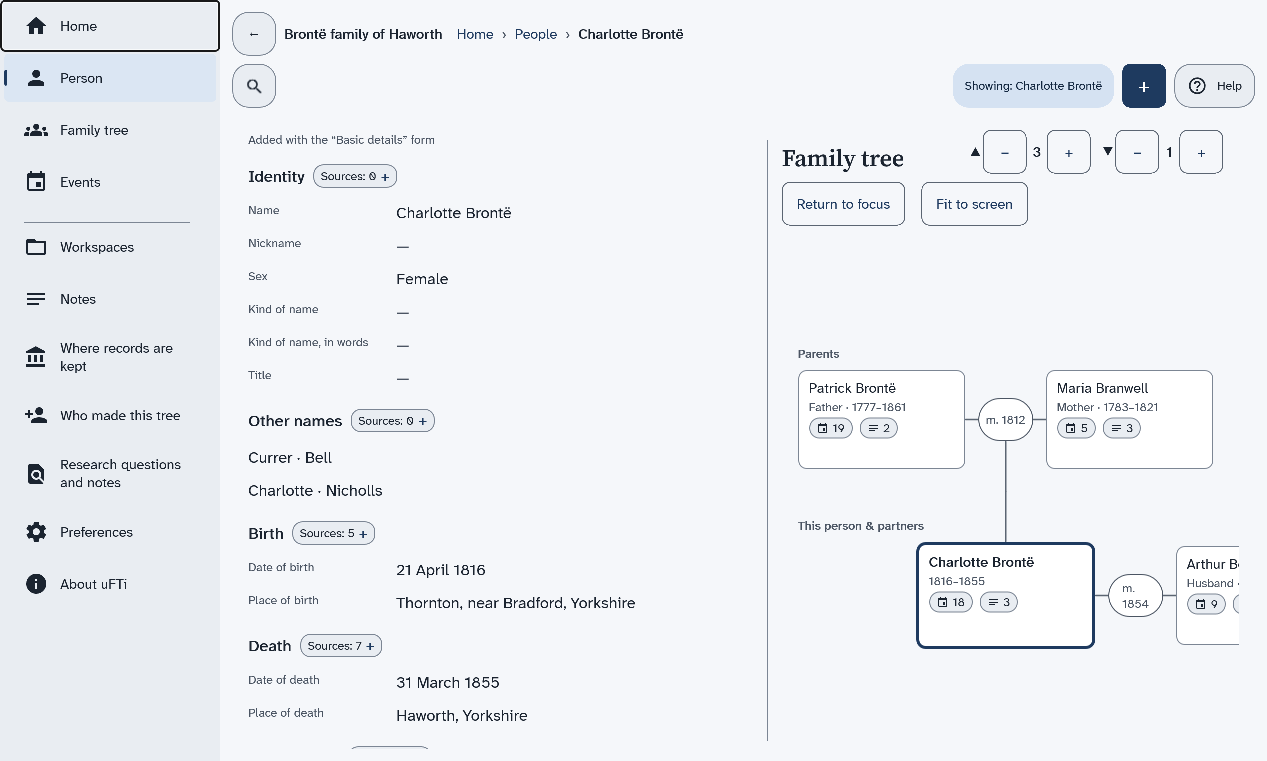 Home
Person
Family tree
Events
Workspaces
Notes
Where records are
kept
Who made this tree
Research questions
and notes
Preferences
About uFTi
← Brontë family of Haworth Home › People › Charlotte Brontë
Showing: Charlotte Brontë + Help
Added with the “Basic details” form
Identity Sources: 0 +
Name Charlotte Brontë
Nickname —
Sex Female
Kind of name —
Kind of name, in words —
Title —
Other names Sources: 0 +
Currer · Bell
Charlotte · Nicholls
Birth Sources: 5 +
Date of birth 21 April 1816
Place of birth Thornton, near Bradford, Yorkshire
Death Sources: 7 +
Date of death 31 March 1855
Place of death Haworth, Yorkshire
Family tree ▲ − 3 + ▼ − 1 +
Return to focus Fit to screen
Parents
Patrick Brontë
Father · 1777–1861
19 2
m. 1812
Maria Branwell
Mother · 1783–1821
5 3
This person & partners
Charlotte Brontë
1816–1855
18 3
m.
1854
Arthur
Husband ·
9